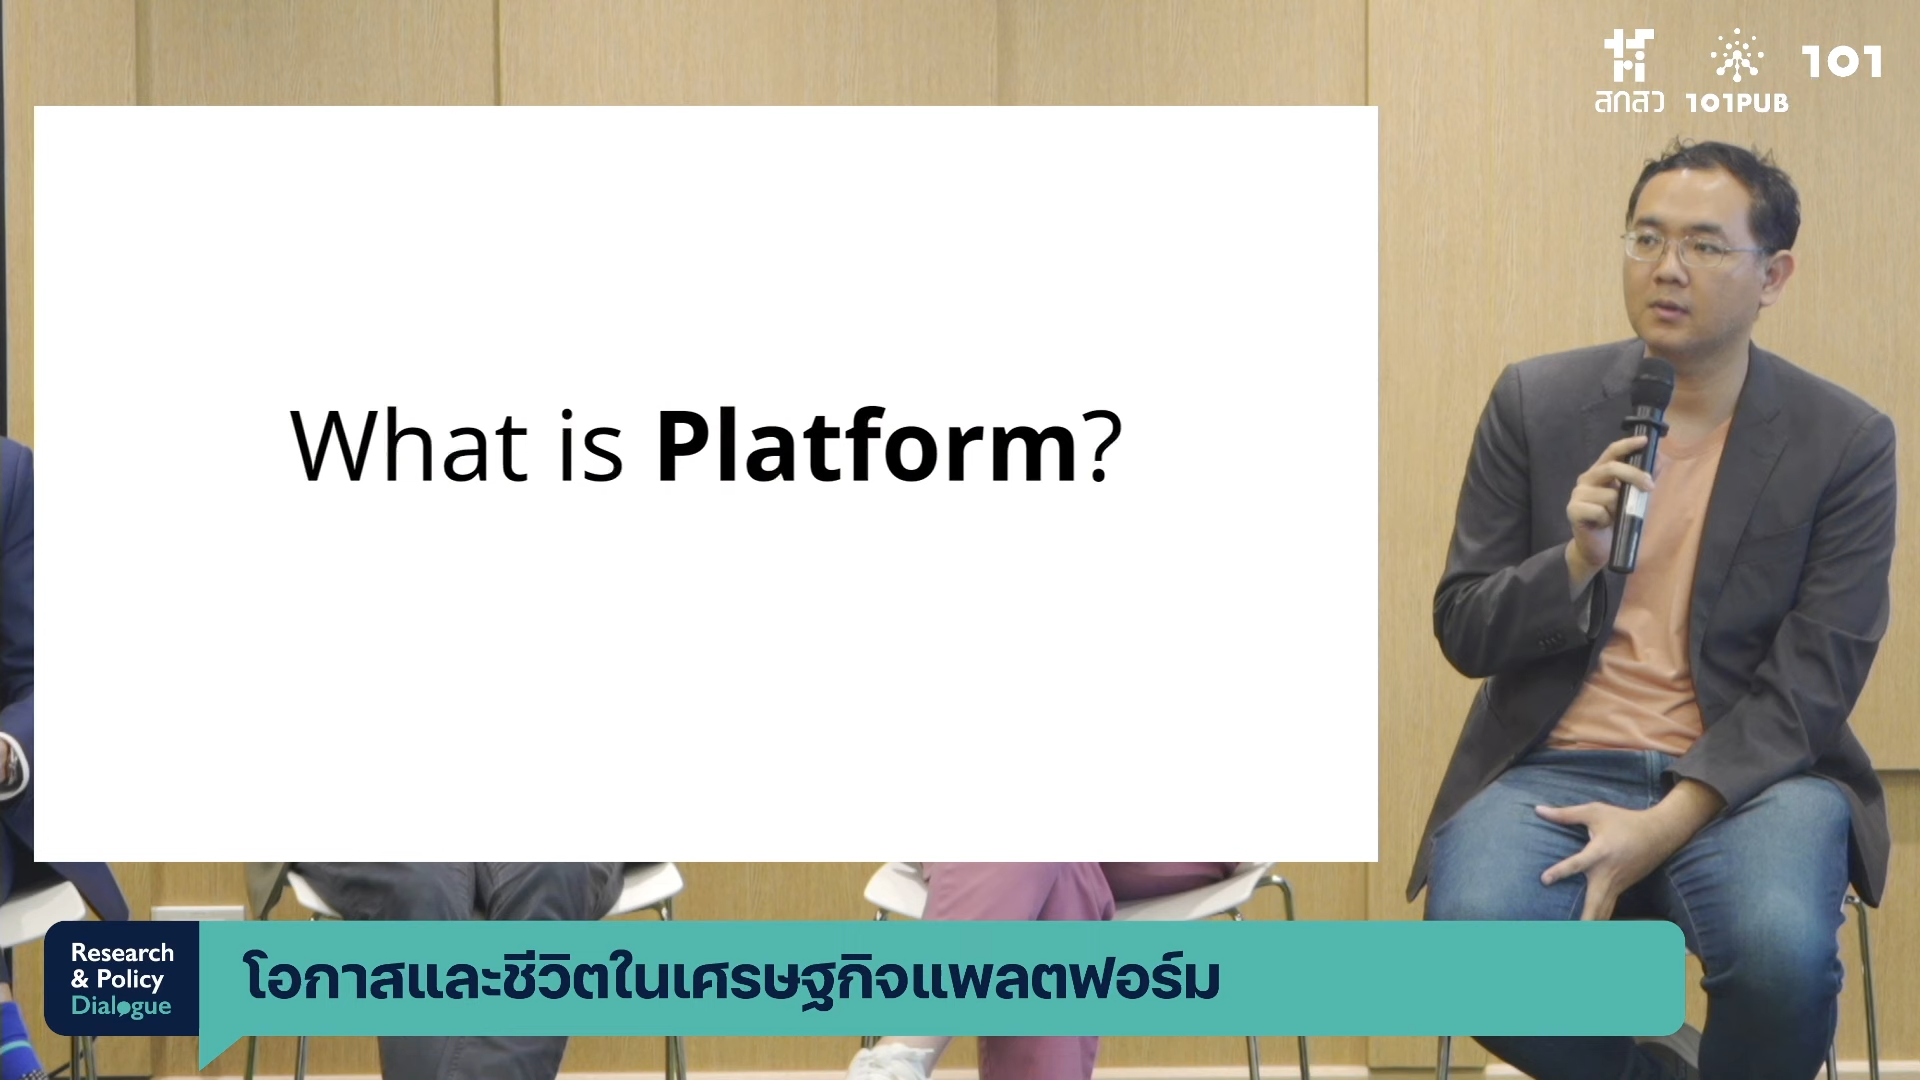 สกสว
101PUB
101
What is Platform?
Research
& Policy
Dialogue
โอกาสและชีวิตในเศรษฐกิจแพลตฟอร์ม